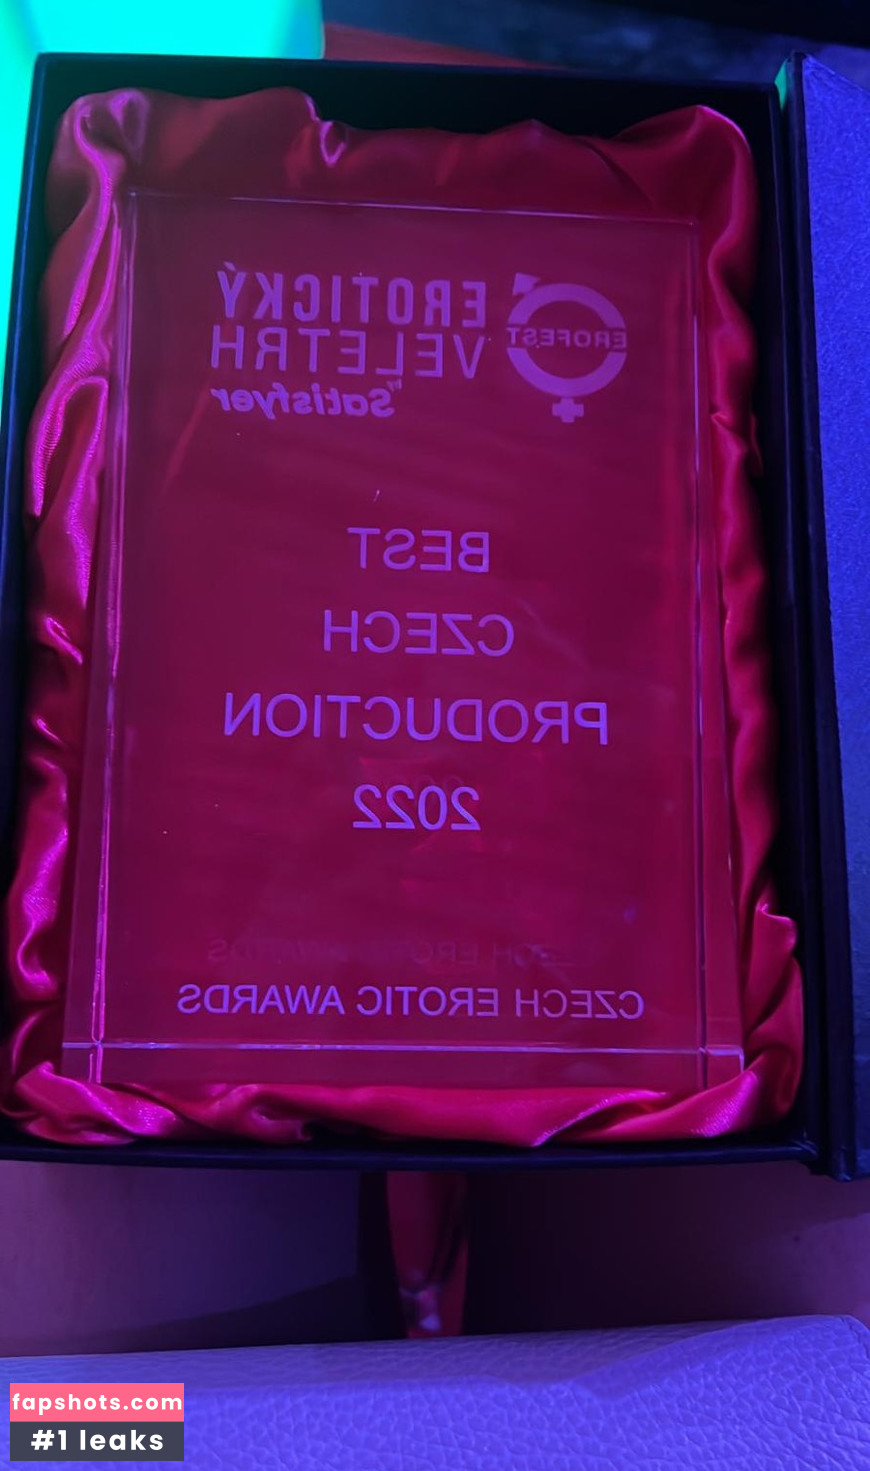 EROTICKÝ
VELETRH
"Satisfyer
EROFEST
BEST
CZECH
PRODUCTION
2022
CZECH EROTIC AWARDS
fapshots.com
#1 leaks